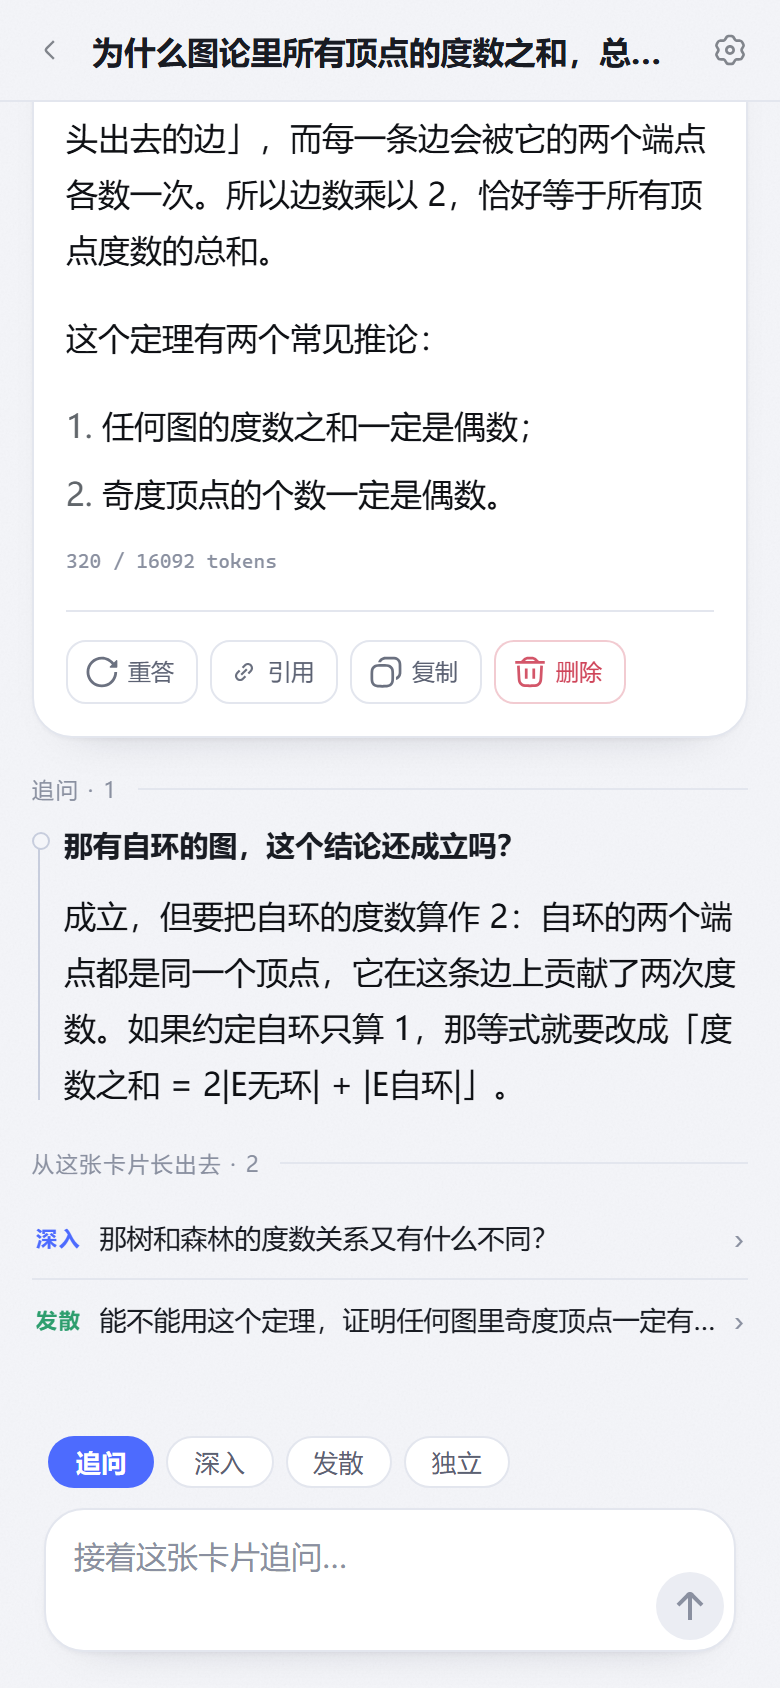 为什么图论里所有顶点的度数之和，总...
头出去的边」，而每一条边会被它的两个端点
各数一次。所以边数乘以 2，恰好等于所有顶
点度数的总和。
这个定理有两个常见推论：
1. 任何图的度数之和一定是偶数；
2. 奇度顶点的个数一定是偶数。
320 / 16092 tokens
重答 引用 复制 删除
追问 · 1
那有自环的图，这个结论还成立吗？
成立，但要把自环的度数算作 2：自环的两个端
点都是同一个顶点，它在这条边上贡献了两次度
数。如果约定自环只算 1，那等式就要改成「度
数之和 = 2|E无环| + |E自环|」。
从这张卡片长出去 · 2
深入 那树和森林的度数关系又有什么不同？
发散 能不能用这个定理，证明任何图里奇度顶点一定有...
追问 深入 发散 独立
接着这张卡片追问...